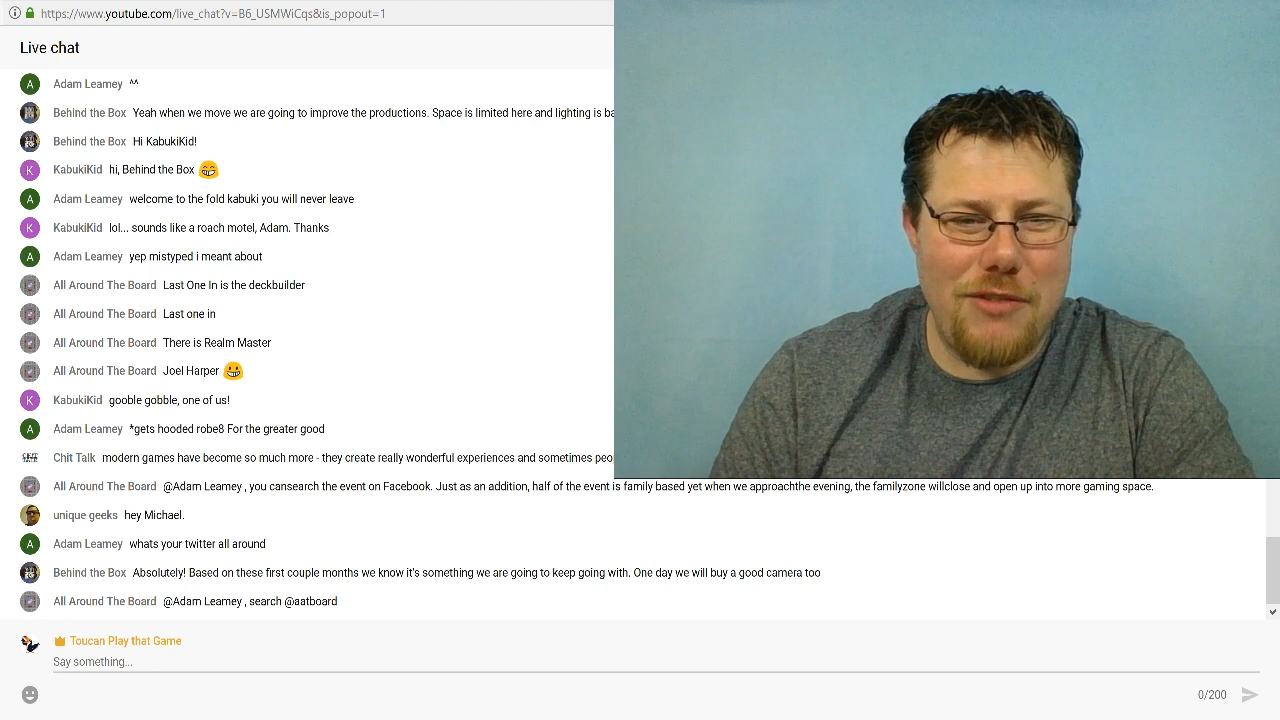 https://www.youtube.com/live_chat?v=B6_USMWiCqs&is_popout=1
Live chat
A Adam Leamey ^^
Behind the Box Yeah when we move we are going to improve the productions. Space is limited here and lighting is
Behind the Box Hi KabukiKid!
K KabukiKid hi, Behind the Box
A Adam Leamey welcome to the fold kabuki you will never leave
K KabukiKid lol... sounds like a roach motel, Adam. Thanks
A Adam Leamey yep mistyped i meant about
All Around The Board Last One In is the deckbuilder
All Around The Board Last one in
All Around The Board There is Realm Master
All Around The Board Joel Harper
K KabukiKid gooble gobble, one of us!
A Adam Leamey *gets hooded robe8 For the greater good
Chit Talk modern games have become so much more - they create really wonderful experiences and sometimes
All Around The Board @Adam Leamey , you cansearch the event on Facebook. Just as an addition, half of the event is family based yet when we approachthe evening, the familyzone willclose and open up into more gaming space.
unique geeks hey Michael.
A Adam Leamey whats your twitter all around
Behind the Box Absolutely! Based on these first couple months we know it's something we are going to keep going with. One day we will buy a good camera too
All Around The Board @Adam Leamey , search @aatboard
Toucan Play that Game
Say something...
0/200